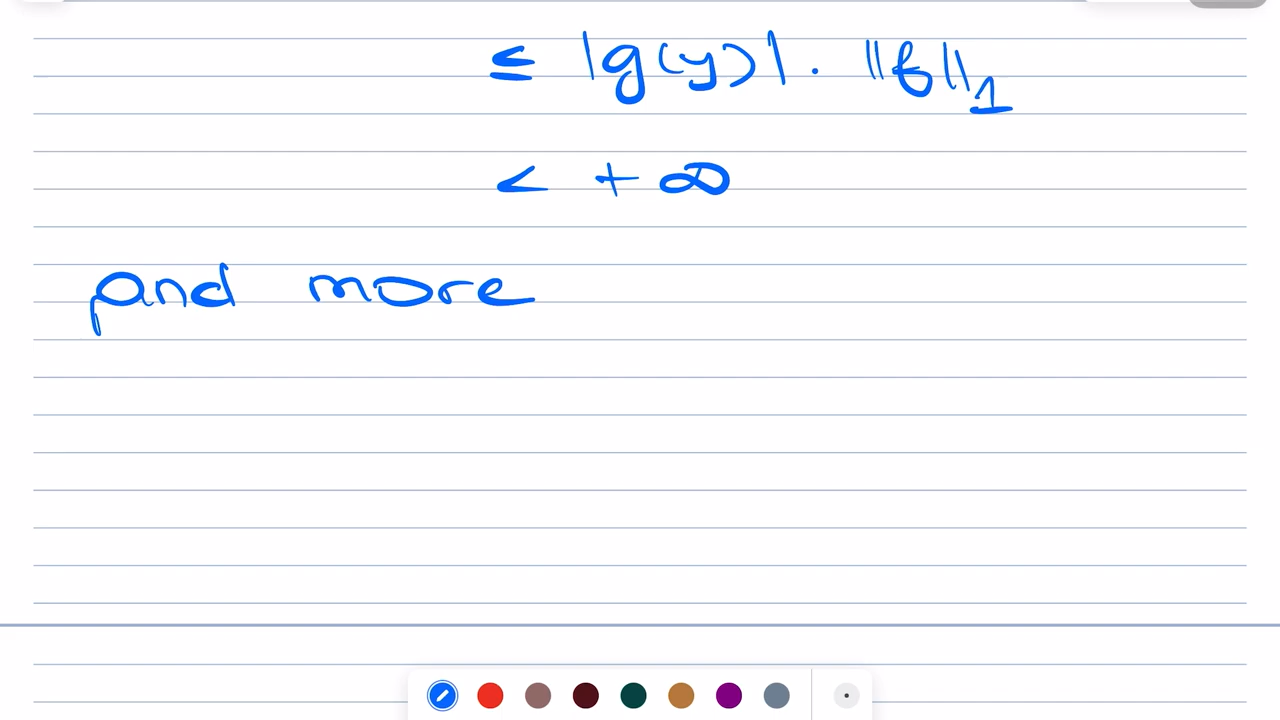 ≤ |g(y)| . ||f||₁
< + ∞
and more